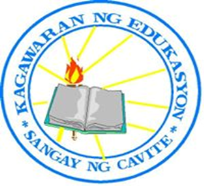 KAGAWARAN NG EDUKASYON
* SANGAY NG CAVITE *